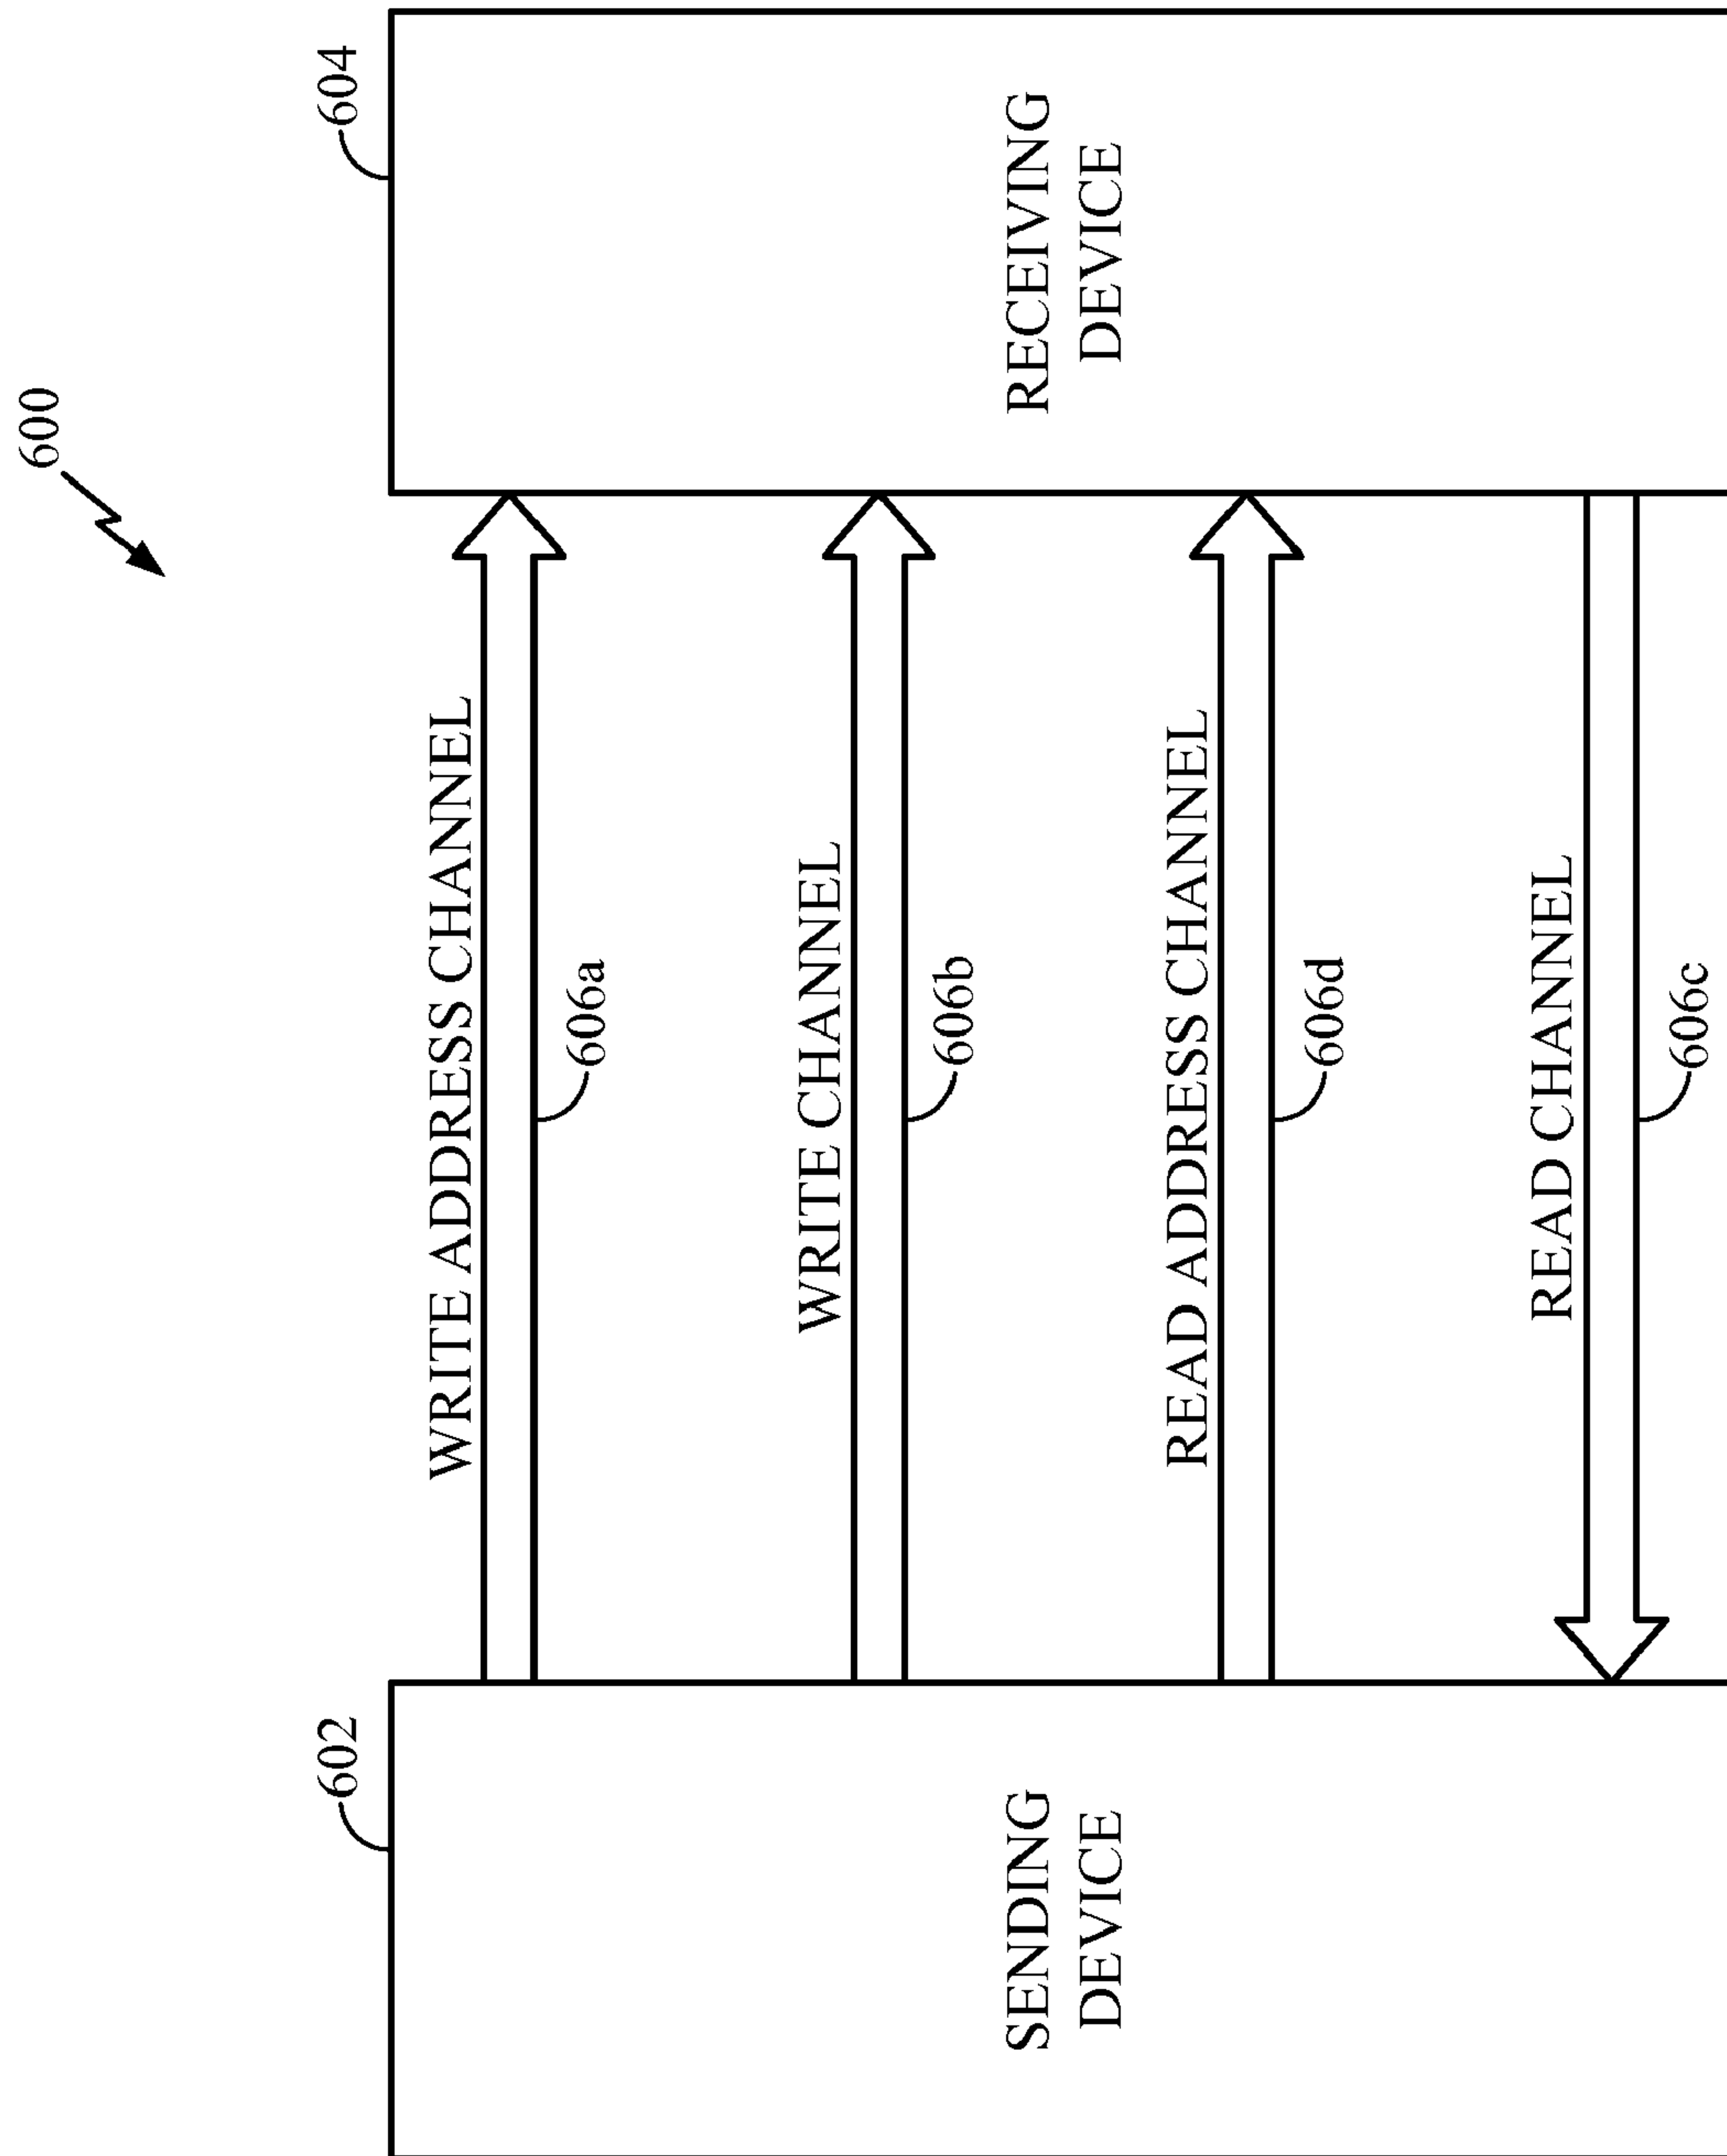 600
602
604
WRITE ADDRESS CHANNEL
606a
WRITE CHANNEL
606b
SENDING
DEVICE
RECEIVING
DEVICE
READ ADDRESS CHANNEL
606d
READ CHANNEL
606c